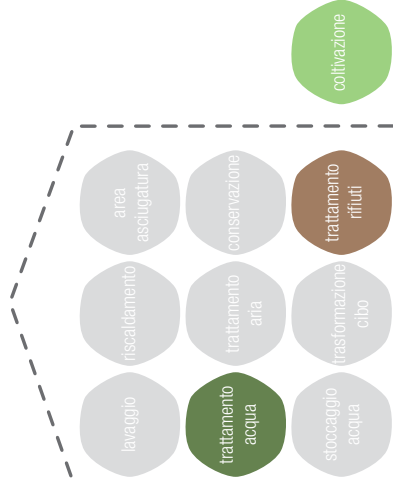 lavaggio
riscaldamento
area
asciugatura
trattamento
acqua
trattamento
aria
conservazione
stoccaggio
acqua
trasformazione
cibo
trattamento
rifiuti
coltivazione